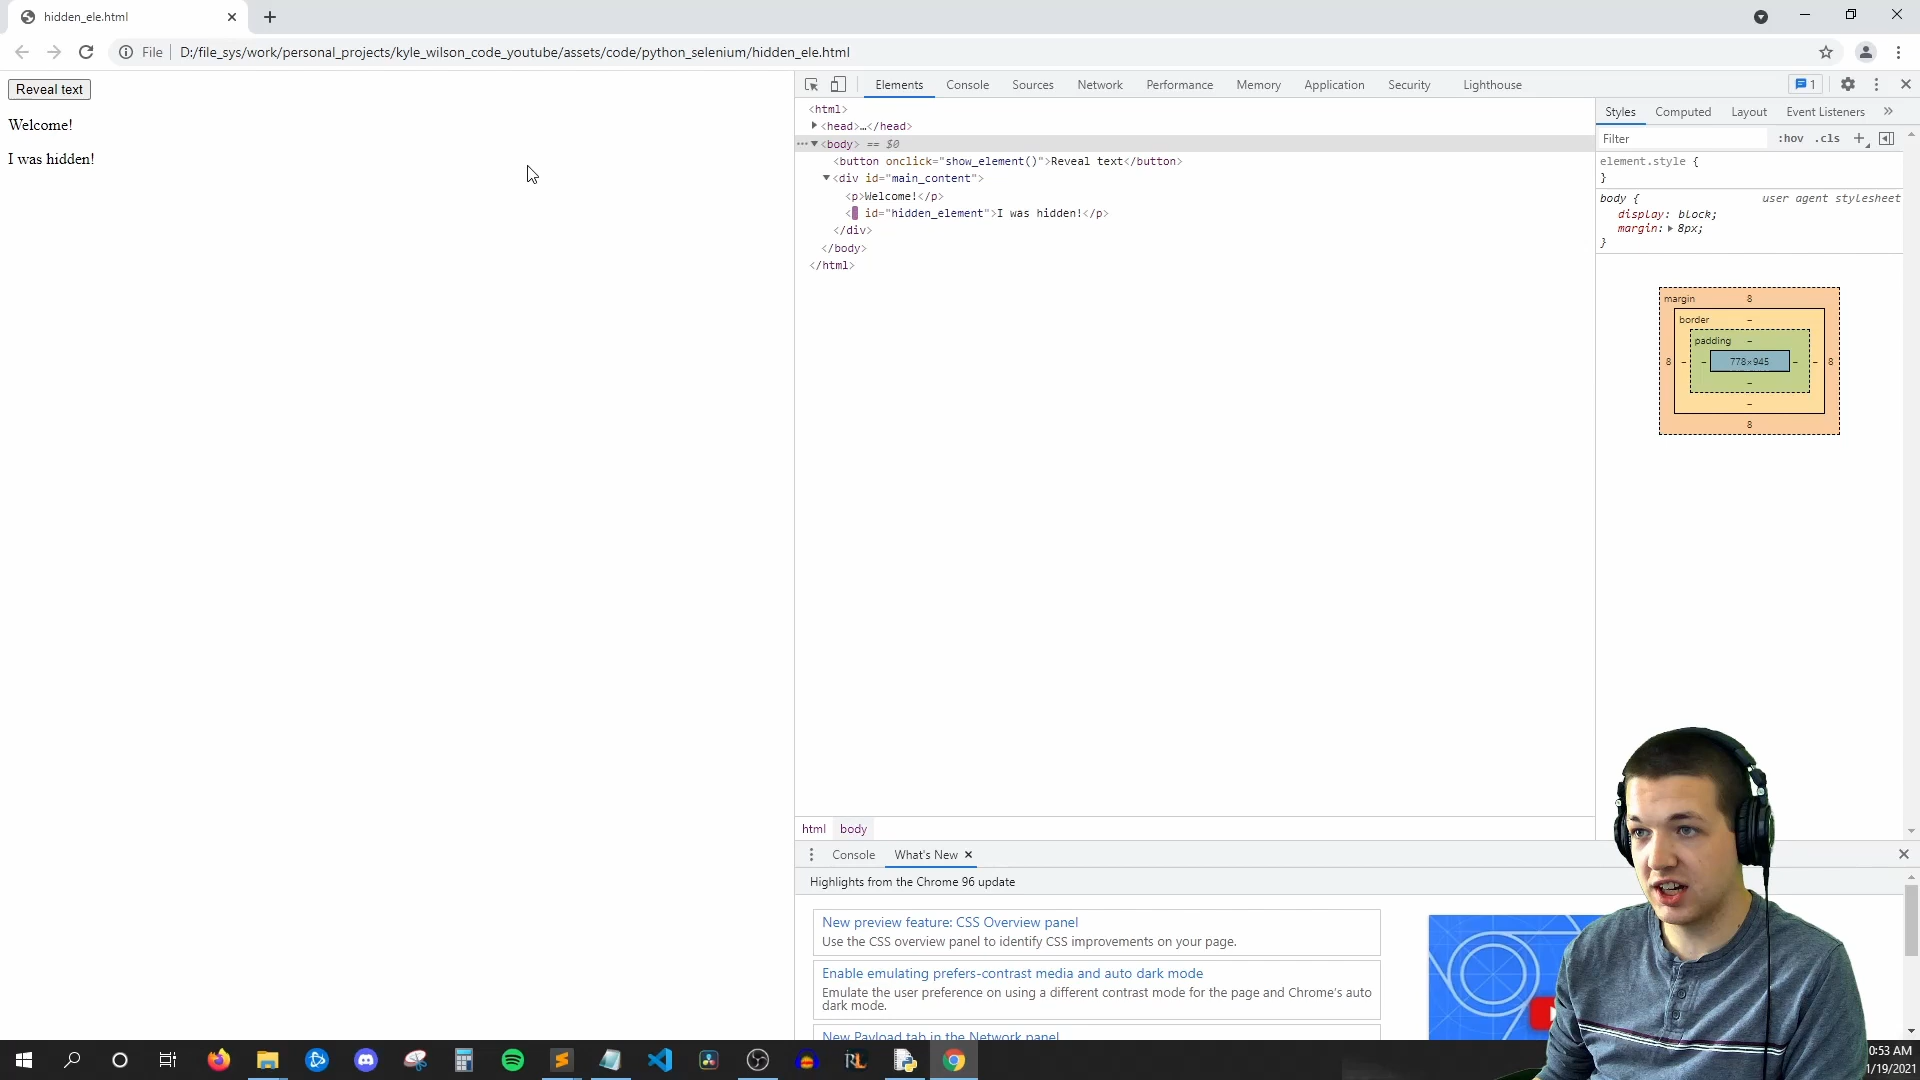 hidden_ele.html
File D:/file_sys/work/personal_projects/kyle_wilson_code_youtube/assets/code/python_selenium/hidden_ele.html
Reveal text
Welcome!
I was hidden!
Elements Console Sources Network Performance Memory Application Security Lighthouse 1
<html>
<head>…</head>
<body> == $0
<button onclick="show_element()">Reveal text</button>
<div id="main_content">
<p>Welcome!</p>
< id="hidden_element">I was hidden!</p>
</div>
</body>
</html>
html body
Styles Computed Layout Event Listeners »
Filter :hov .cls +
element.style {
}
body { user agent stylesheet
display: block;
margin: 8px;
}
margin 8
border –
padding –
8 – – 778×945 – – 8
–
–
8
Console What's New
Highlights from the Chrome 96 update
New preview feature: CSS Overview panel
Use the CSS overview panel to identify CSS improvements on your page.
Enable emulating prefers-contrast media and auto dark mode
Emulate the user preference on using a different contrast mode for the page and Chrome's auto
dark mode.
New Payload tab in the Network panel
RL
0:53 AM
1/19/2021